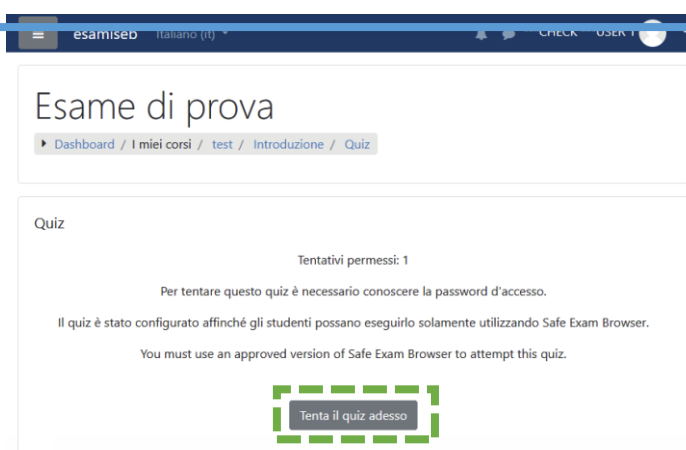 esamiseb Italiano (it) CHECK USER 1
Esame di prova
Dashboard / I miei corsi / test / Introduzione / Quiz
Quiz
Tentativi permessi: 1
Per tentare questo quiz è necessario conoscere la password d'accesso.
Il quiz è stato configurato affinché gli studenti possano eseguirlo solamente utilizzando Safe Exam Browser.
You must use an approved version of Safe Exam Browser to attempt this quiz.
Tenta il quiz adesso